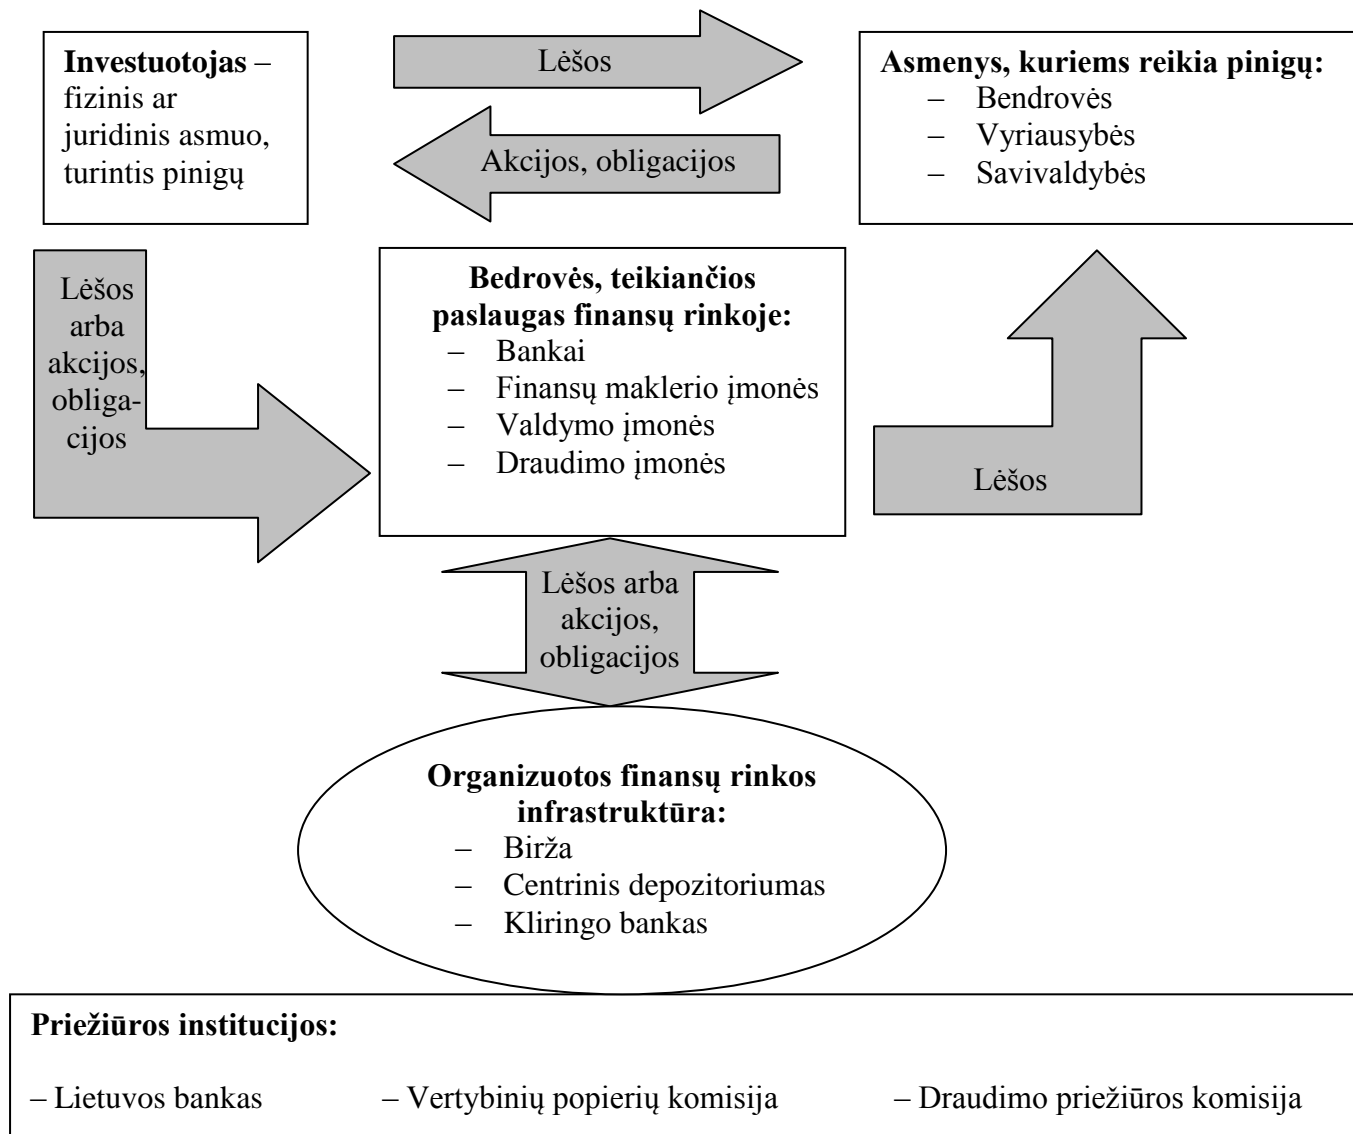 Investuotojas –
fizinis ar
juridinis asmuo,
turintis pinigų
Lėšos
Akcijos, obligacijos
Asmenys, kuriems reikia pinigų:
– Bendrovės
– Vyriausybės
– Savivaldybės
Lėšos
arba
akcijos,
obliga-
cijos
Bedrovės, teikiančios
paslaugas finansų rinkoje:
– Bankai
– Finansų maklerio įmonės
– Valdymo įmonės
– Draudimo įmonės
Lėšos
Lėšos arba
akcijos,
obligacijos
Organizuotos finansų rinkos
infrastruktūra:
– Birža
– Centrinis depozitoriumas
– Kliringo bankas
Priežiūros institucijos:
– Lietuvos bankas – Vertybinių popierių komisija – Draudimo priežiūros komisija